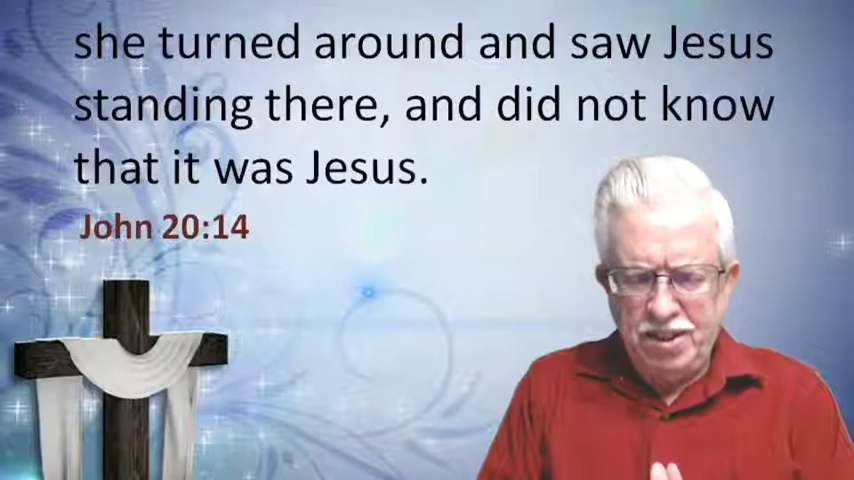 she turned around and saw Jesus
standing there, and did not know
that it was Jesus.
John 20:14